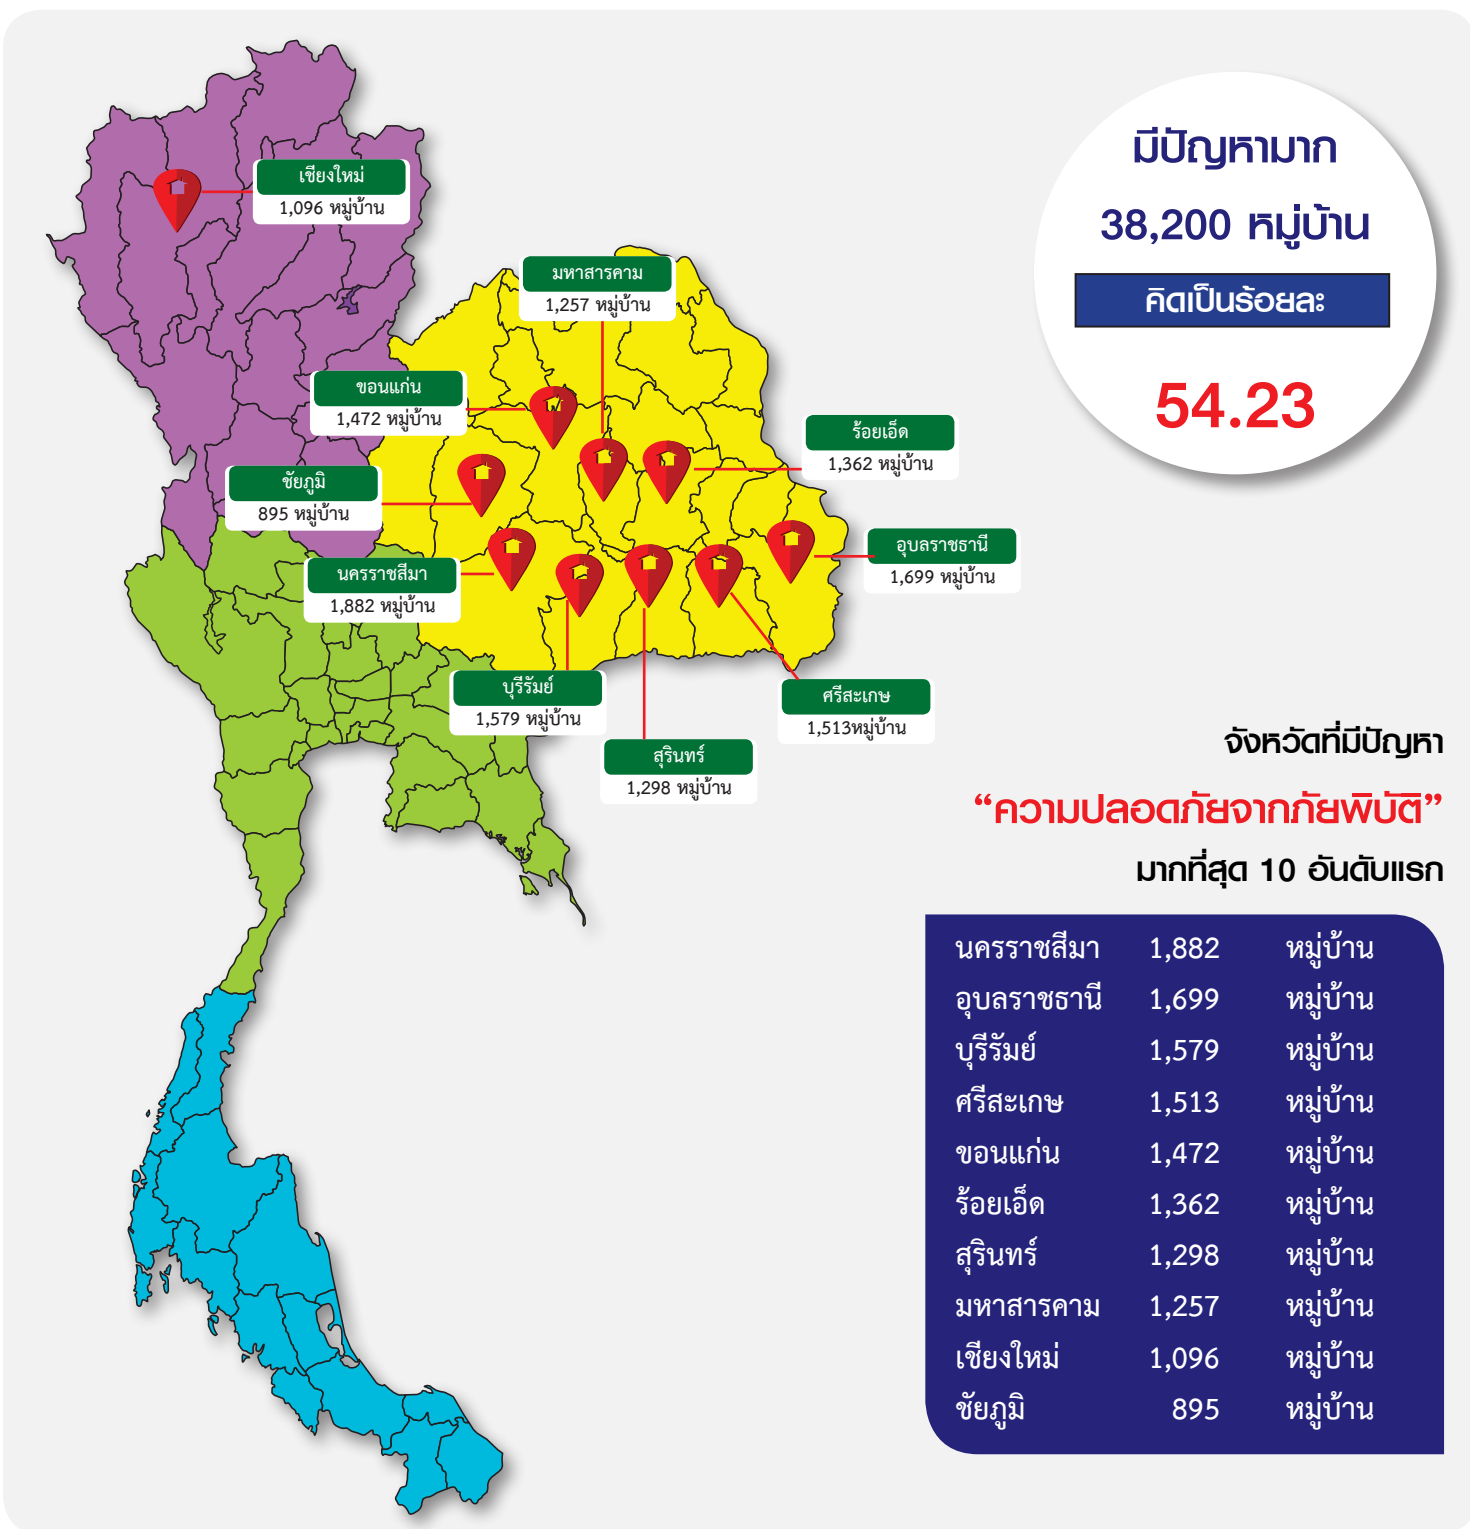 มีปัญหามาก
38,200 หมู่บ้าน
คิดเป็นร้อยละ
54.23
เชียงใหม่
1,096 หมู่บ้าน
มหาสารคาม
1,257 หมู่บ้าน
ขอนแก่น
1,472 หมู่บ้าน
ร้อยเอ็ด
1,362 หมู่บ้าน
ชัยภูมิ
895 หมู่บ้าน
อุบลราชธานี
1,699 หมู่บ้าน
นครราชสีมา
1,882 หมู่บ้าน
บุรีรัมย์
1,579 หมู่บ้าน
ศรีสะเกษ
1,513หมู่บ้าน
สุรินทร์
1,298 หมู่บ้าน
จังหวัดที่มีปัญหา
“ความปลอดภัยจากภัยพิบัติ”
มากที่สุด 10 อันดับแรก
นครราชสีมา 1,882 หมู่บ้าน
อุบลราชธานี 1,699 หมู่บ้าน
บุรีรัมย์ 1,579 หมู่บ้าน
ศรีสะเกษ 1,513 หมู่บ้าน
ขอนแก่น 1,472 หมู่บ้าน
ร้อยเอ็ด 1,362 หมู่บ้าน
สุรินทร์ 1,298 หมู่บ้าน
มหาสารคาม 1,257 หมู่บ้าน
เชียงใหม่ 1,096 หมู่บ้าน
ชัยภูมิ 895 หมู่บ้าน